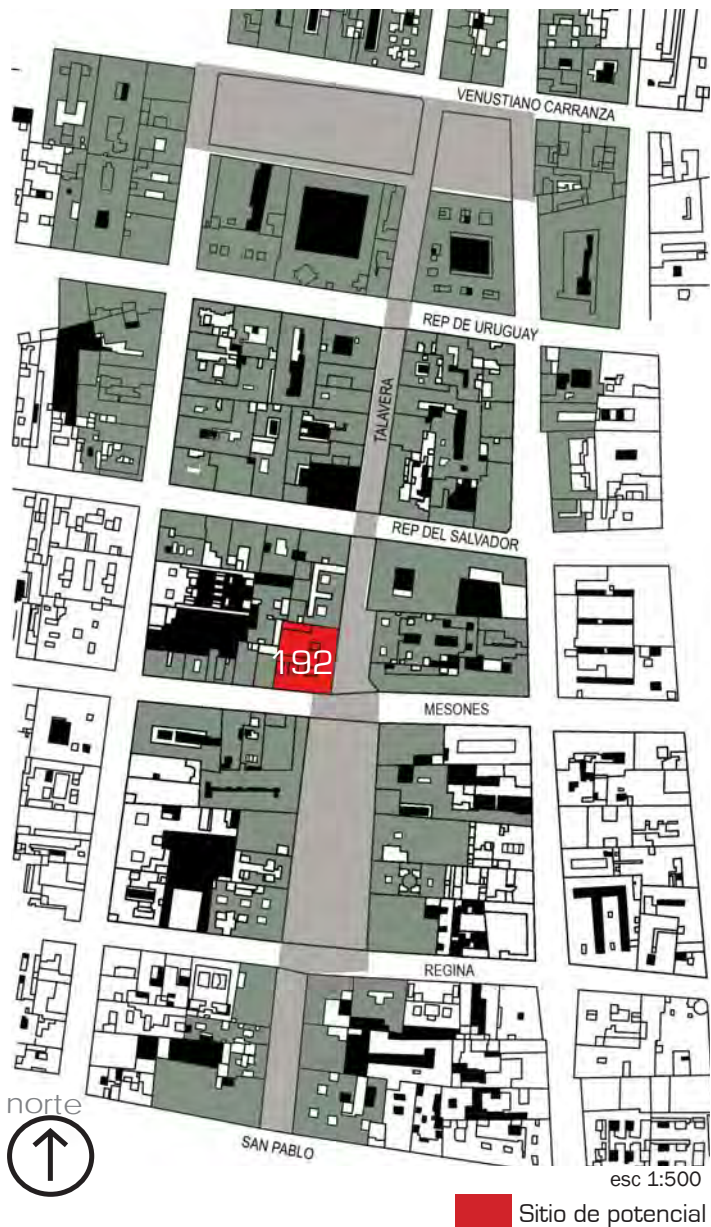 VENUSTIANO CARRANZA
REP DE URUGUAY
TALAVERA
REP DEL SALVADOR
192
MESONES
REGINA
norte
SAN PABLO
esc 1:500
Sitio de potencial